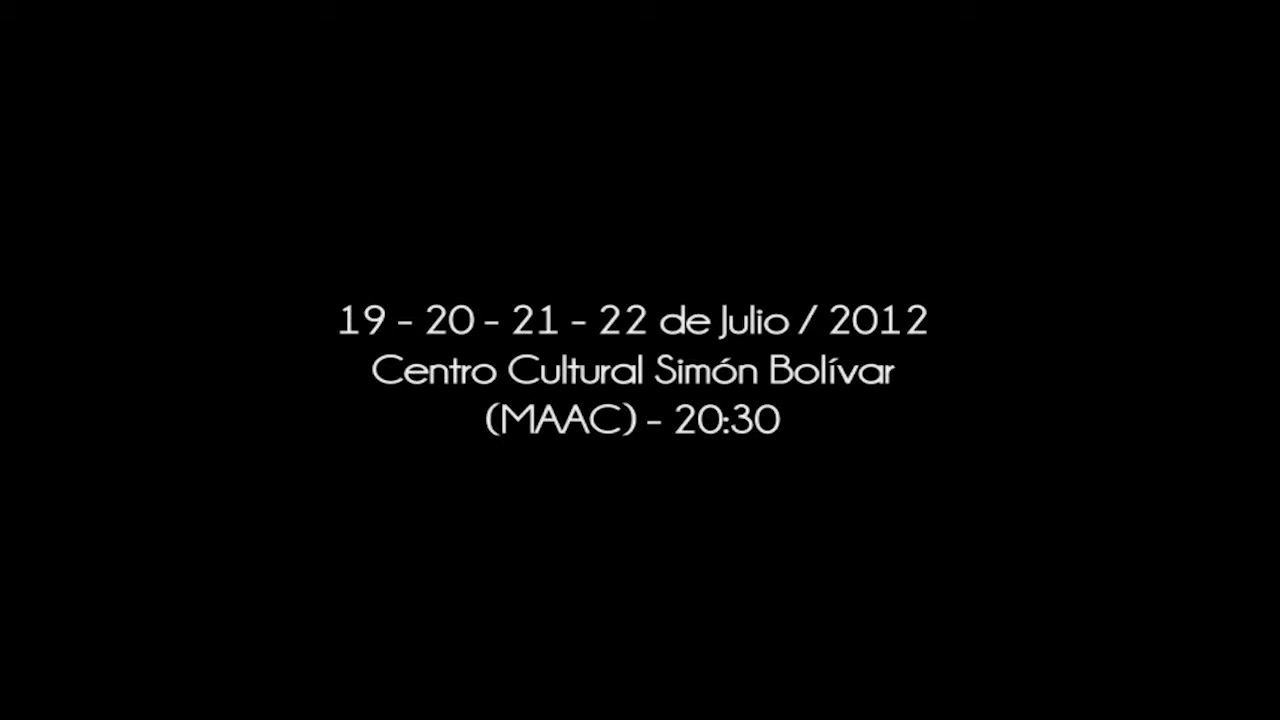 19 - 20 - 21 - 22 de Julio / 2012
Centro Cultural Simón Bolívar
(MAAC) - 20:30